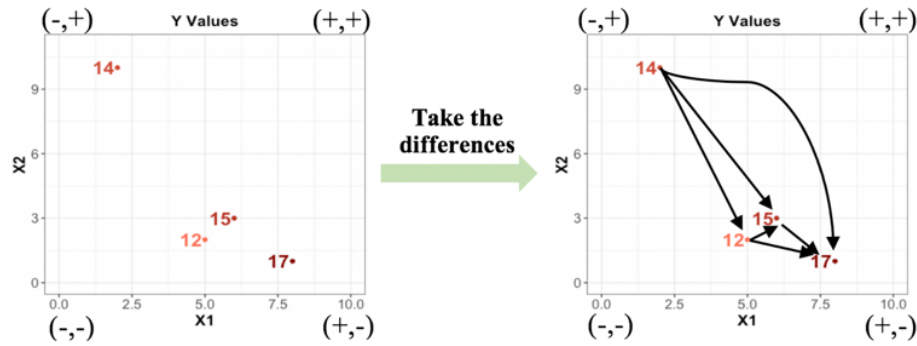 (-,+) Y Values (+,+)
14
9
X2
6
3
15
12
17
0
0.0 2.5 5.0 7.5 10.0
(-,-) X1 (+,-)
Take the
differences
(-,+) Y Values (+,+)
14
9
X2
6
3
15
12
17
0
0.0 2.5 5.0 7.5 10.0
(-,-) X1 (+,-)